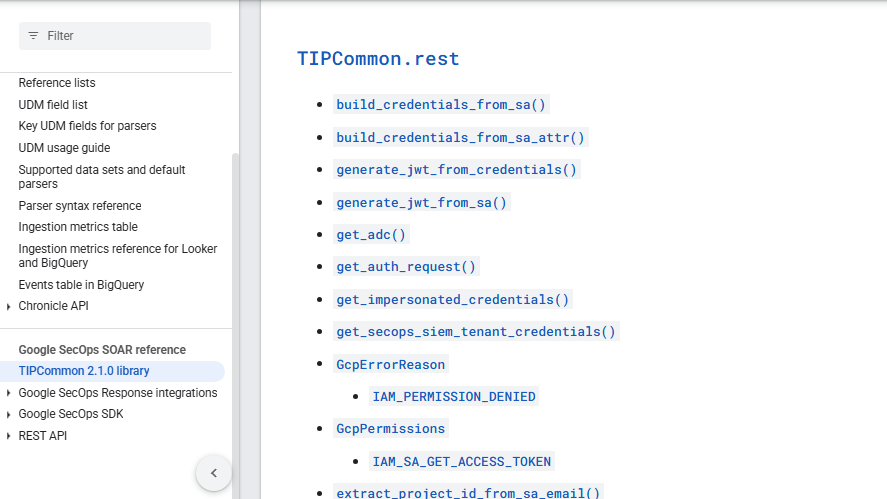 Filter
Reference lists
UDM field list
Key UDM fields for parsers
UDM usage guide
Supported data sets and default
parsers
Parser syntax reference
Ingestion metrics table
Ingestion metrics reference for Looker
and BigQuery
Events table in BigQuery
Chronicle API
Google SecOps SOAR reference
TIPCommon 2.1.0 library
Google SecOps Response integrations
Google SecOps SDK
REST API
TIPCommon.rest
build_credentials_from_sa()
build_credentials_from_sa_attr()
generate_jwt_from_credentials()
generate_jwt_from_sa()
get_adc()
get_auth_request()
get_impersonated_credentials()
get_secops_siem_tenant_credentials()
GcpErrorReason
IAM_PERMISSION_DENIED
GcpPermissions
IAM_SA_GET_ACCESS_TOKEN
extract_project_id_from_sa_email()